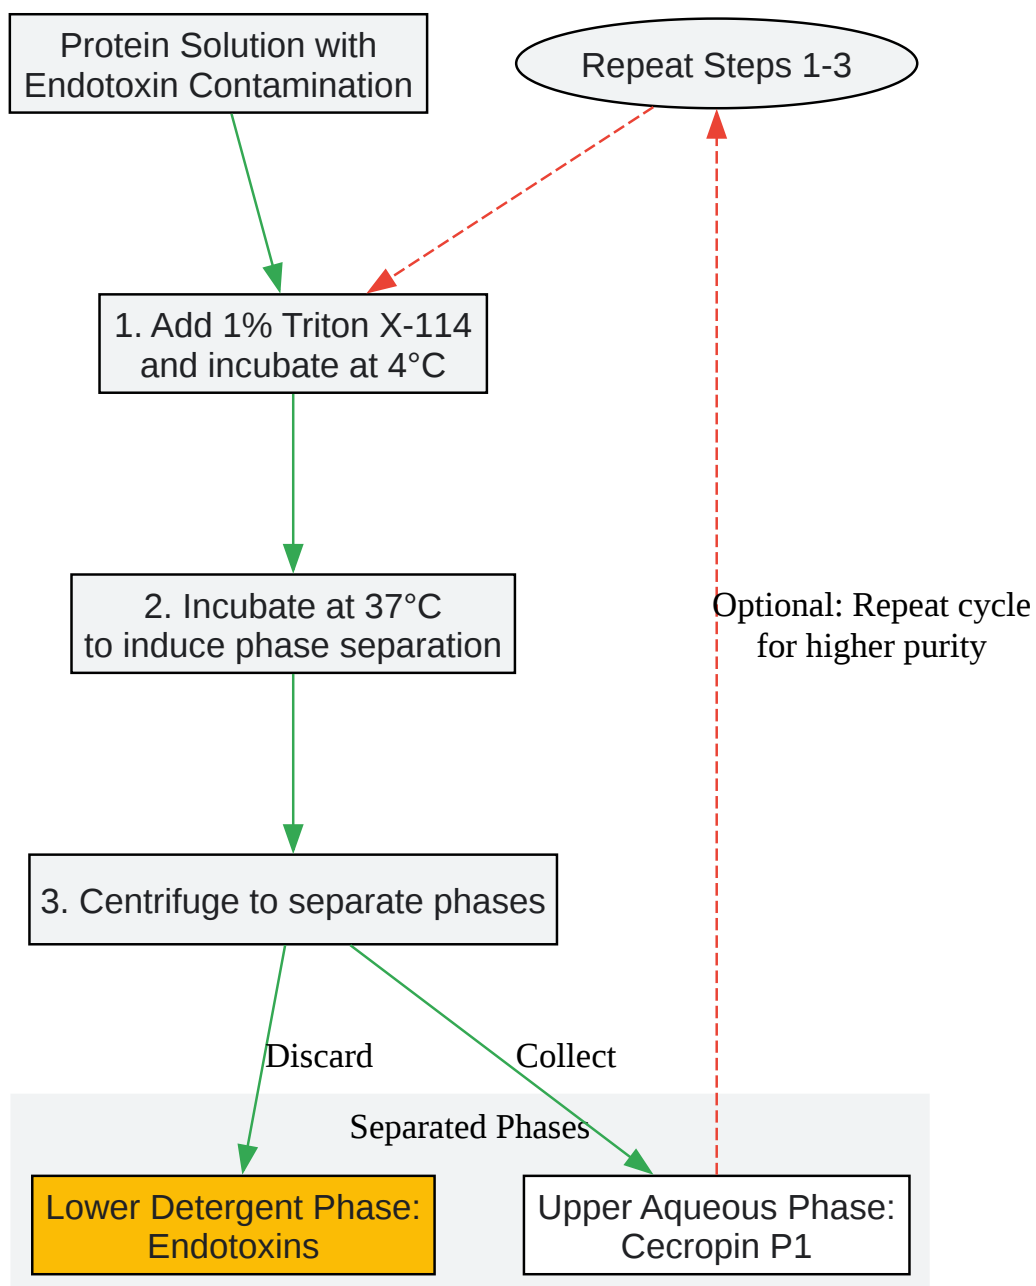 Protein Solution with
Endotoxin Contamination
Repeat Steps 1-3
1. Add 1% Triton X-114
and incubate at 4°C
2. Incubate at 37°C
to induce phase separation
Optional: Repeat cycle
for higher purity
3. Centrifuge to separate phases
Discard
Collect
Separated Phases
Lower Detergent Phase:
Endotoxins
Upper Aqueous Phase:
Cecropin P1